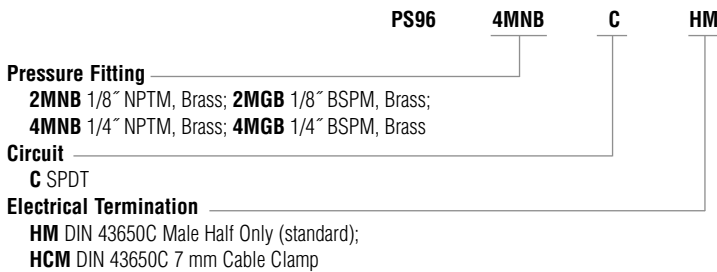 PS96 4MNB C HM
Pressure Fitting
2MNB 1/8˝ NPTM, Brass; 2MGB 1/8˝ BSPM, Brass;
4MNB 1/4˝ NPTM, Brass; 4MGB 1/4˝ BSPM, Brass
Circuit
C SPDT
Electrical Termination
HM DIN 43650C Male Half Only (standard);
HCM DIN 43650C 7 mm Cable Clamp